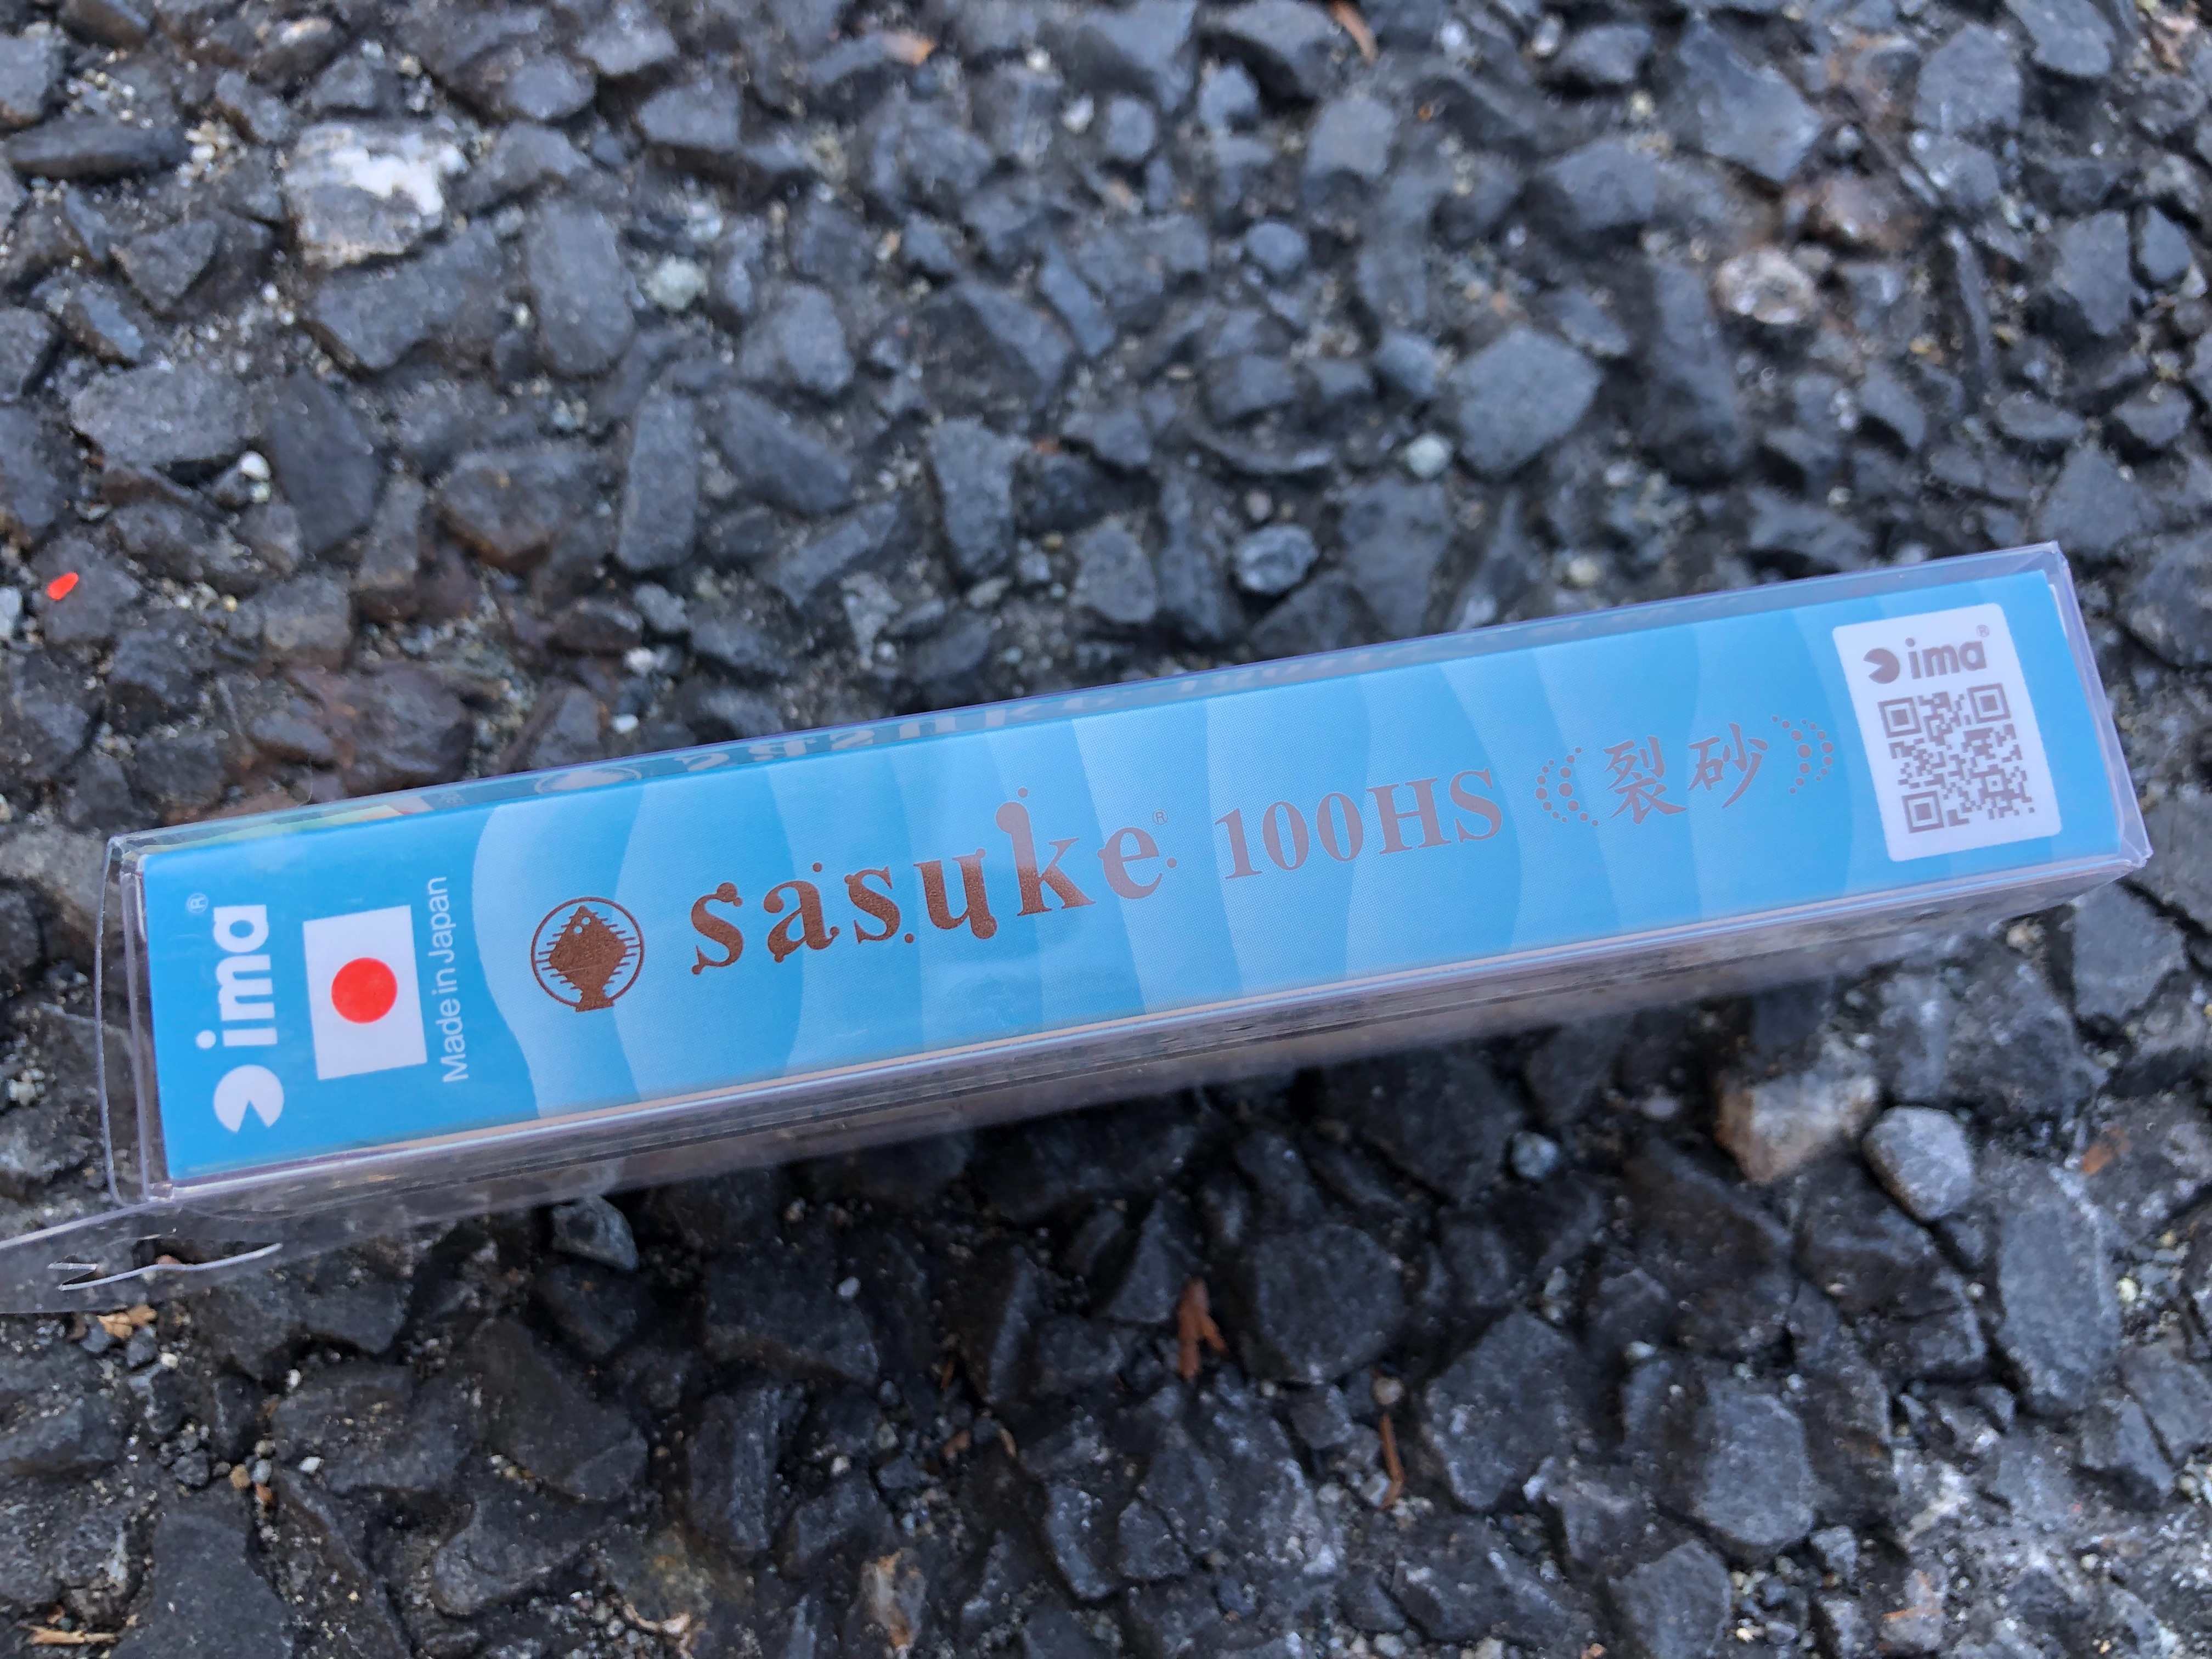 ima®
Made in Japan
sasuke® 100HS 裂砂
ima®